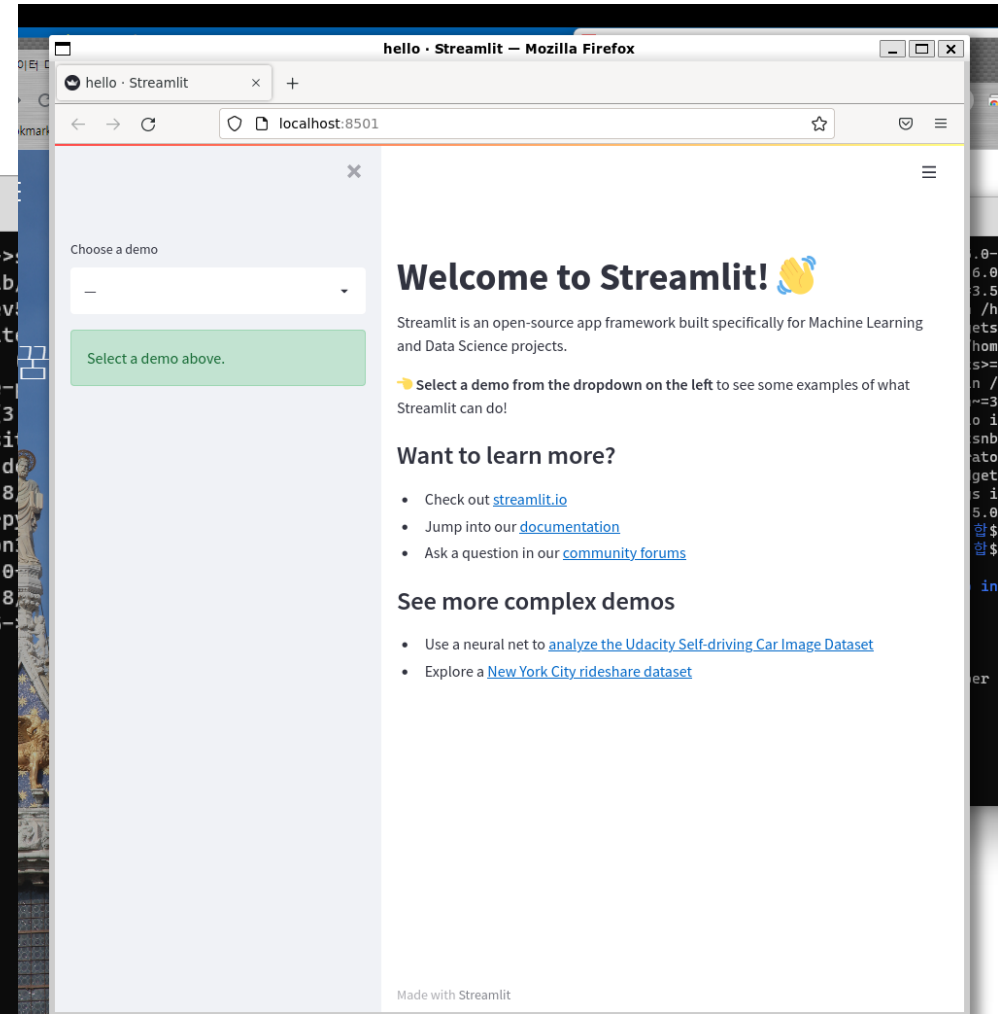 hello · Streamlit — Mozilla Firefox
hello · Streamlit
localhost:8501
Choose a demo
—
Select a demo above.
Welcome to Streamlit! 👋
Streamlit is an open-source app framework built specifically for Machine Learning
and Data Science projects.
👈 Select a demo from the dropdown on the left to see some examples of what
Streamlit can do!
Want to learn more?
• Check out streamlit.io
• Jump into our documentation
• Ask a question in our community forums
See more complex demos
• Use a neural net to analyze the Udacity Self-driving Car Image Dataset
• Explore a New York City rideshare dataset
Made with Streamlit